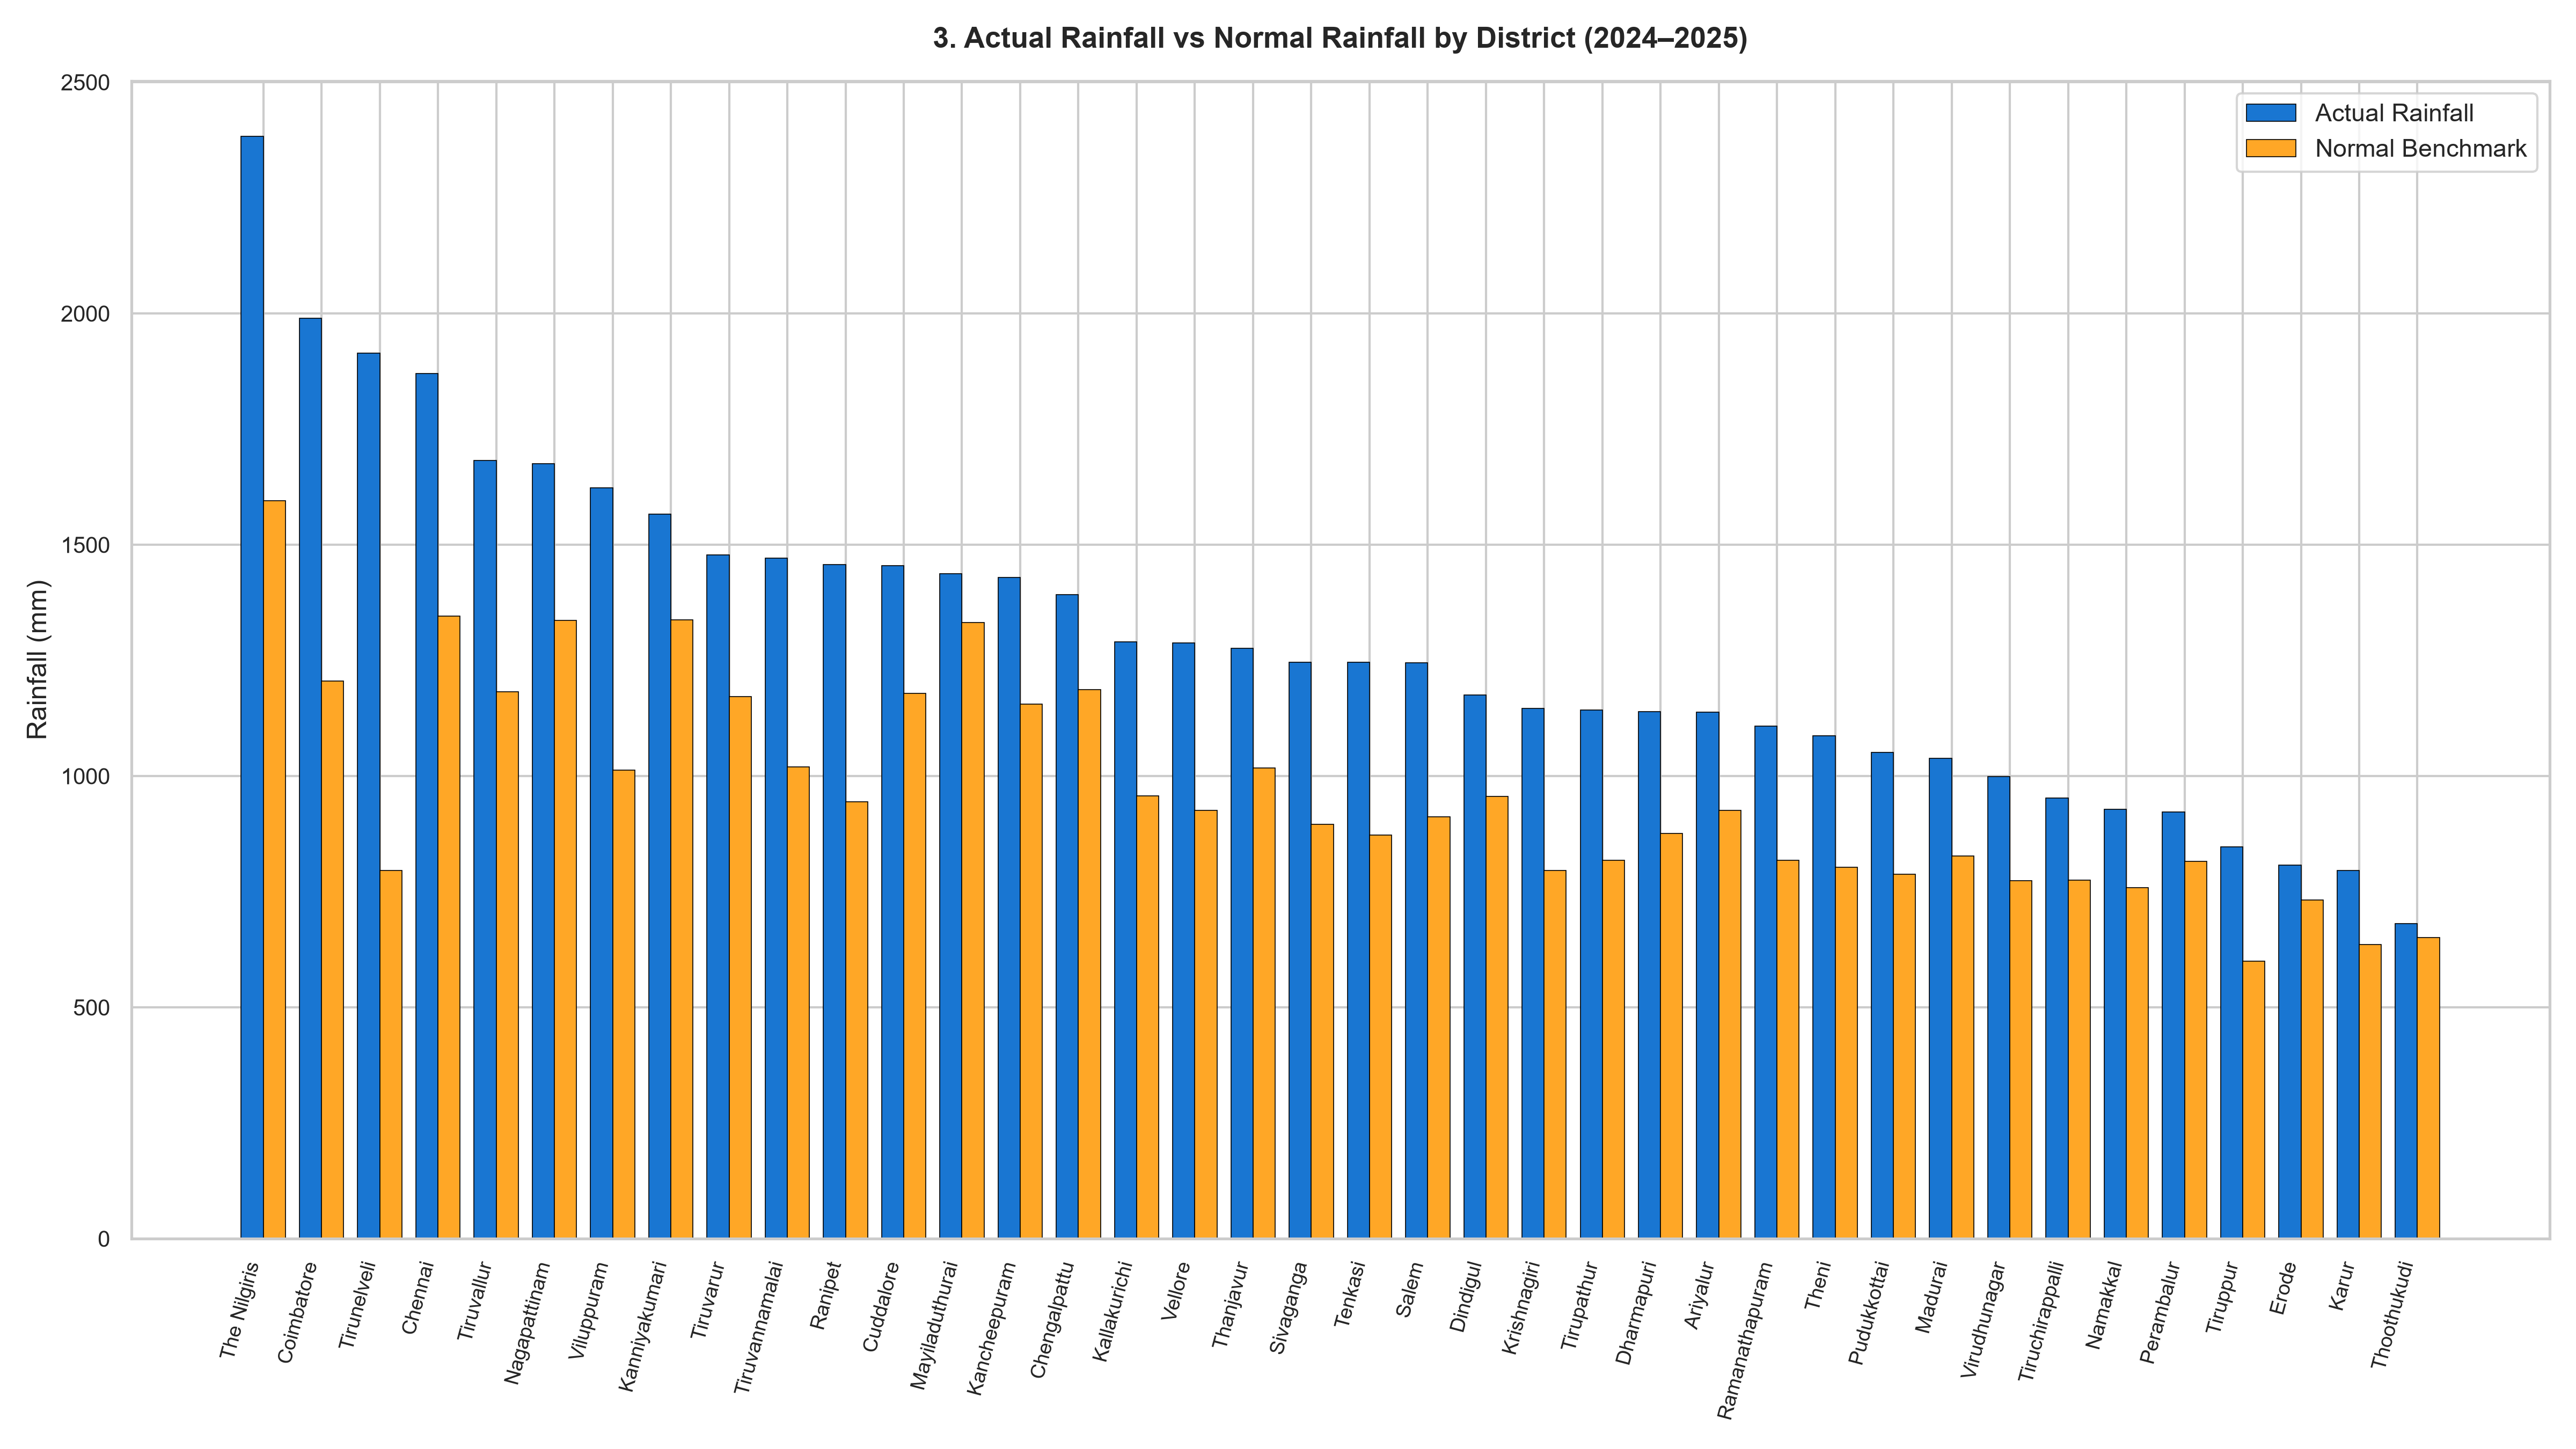 3. Actual Rainfall vs Normal Rainfall by District (2024–2025)
Actual Rainfall
Normal Benchmark
Rainfall (mm)
2500
2000
1500
1000
500
0
The Nilgiris
Coimbatore
Tirunelveli
Chennai
Tiruvallur
Nagapattinam
Viluppuram
Kanniyakumari
Tiruvarur
Tiruvannamalai
Ranipet
Cuddalore
Mayiladuthurai
Kancheepuram
Chengalpattu
Kallakurichi
Vellore
Thanjavur
Sivaganga
Tenkasi
Salem
Dindigul
Krishnagiri
Tirupathur
Dharmapuri
Ariyalur
Ramanathapuram
Theni
Pudukkottai
Madurai
Virudhunagar
Tiruchirappalli
Namakkal
Perambalur
Tiruppur
Erode
Karur
Thoothukudi